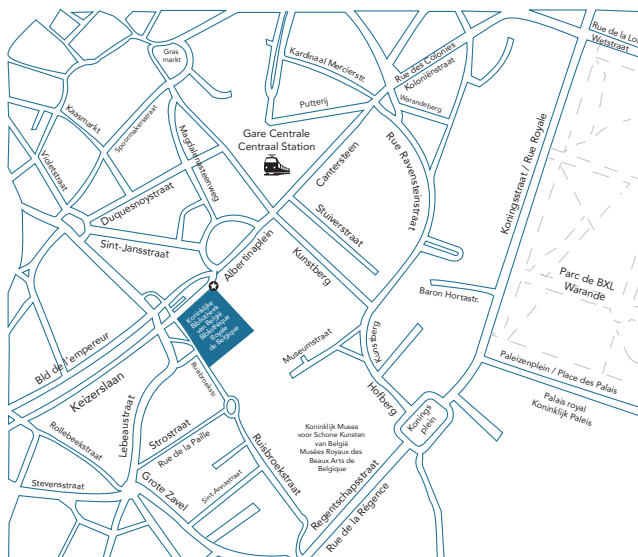 Gras
markt
Kardinaal Mercierstr.
Rue des Colonies
Koloniënstraat
Rue de la Lo
Wetstraat
Kaasmarkt
Spoormakersstraat
Putterij
Warandeberg
Magdalenasteenweg
Gare Centrale
Centraal Station
Cantersteen
Rue Ravensteinstraat
Koningsstraat / Rue Royale
Violetstraat
Duquesnoystraat
Stuiverstraat
Sint-Jansstraat
Albertinaplein
Kunstberg
Parc de BXL
Warande
Baron Hortastr.
Koninklijke
Bibliotheek
van België
Bibliothèque
Royale
de Belgique
Bld de l'empereur
Keizerslaan
Museumstraat
Kunstberg
Ruisbroekstr.
Paleizenplein / Place des Palais
Palais royal
Koninklijk Paleis
Hofberg
Konings
plein
Lebeaustraat
Rollebeekstraat
Strostraat
Rue de la Paille
Ruisbroekstraat
Koninklijk Musea
voor Schone Kunsten
van België
Musées Royaux des
Beaux Arts de
Belgique
Stevensstraat
Grote Zavel
Sint-Annastraat
Regentschapsstraat
Rue de la Régence